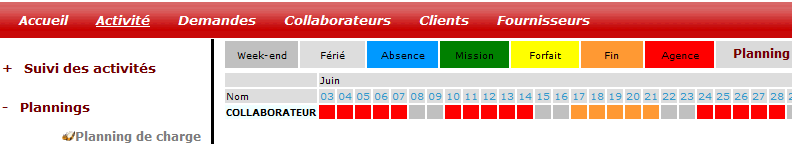 Accueil Activité Demandes Collaborateurs Clients Fournisseurs
Week-end Férié Absence Mission Forfait Fin Agence Planning
+ Suivi des activités
Juin
- Plannings
Nom 03 04 05 06 07 08 09 10 11 12 13 14 15 16 17 18 19 20 21 22 23 24 25 26 27 28
COLLABORATEUR
Planning de charge